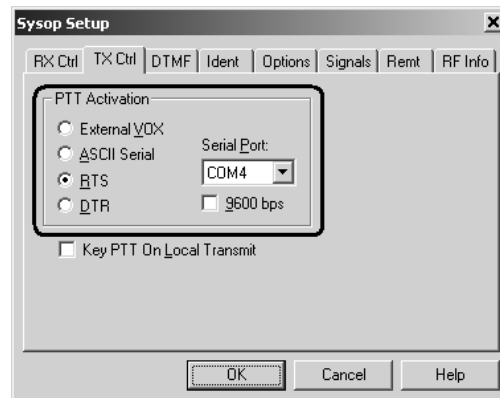 Sysop Setup
RX Ctrl TX Ctrl DTMF Ident Options Signals Remt RF Info
PTT Activation
External VOX
ASCII Serial
RTS
DTR
Serial Port:
COM4
9600 bps
Key PTT On Local Transmit
OK Cancel Help